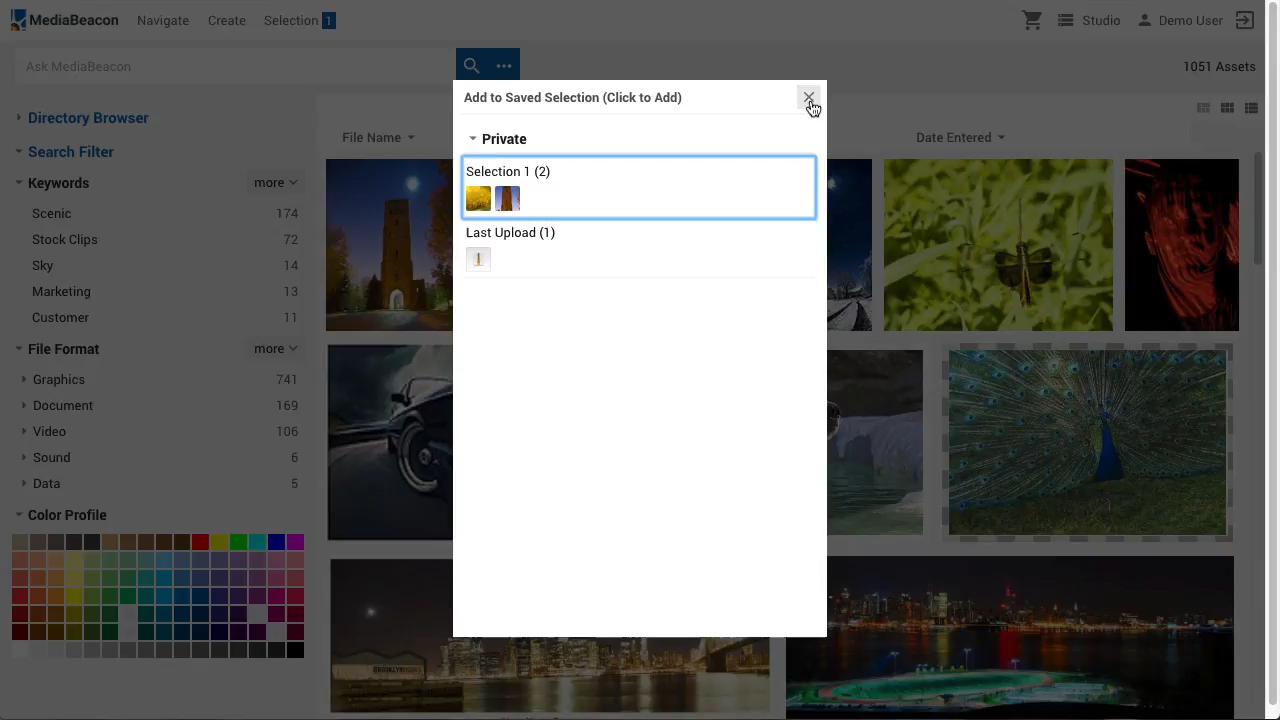 MediaBeacon Navigate Create Selection 1 Studio Demo User
Ask MediaBeacon
1051 Assets
Add to Saved Selection (Click to Add)
Directory Browser
Search Filter
Keywords more
Scenic 174
Stock Clips 72
Sky 14
Marketing 13
Customer 11
File Format more
Graphics 741
Document 169
Video 106
Sound 6
Data 5
Color Profile
File Name
Date Entered
Private
Selection 1 (2)
Last Upload (1)
BROOKLYN